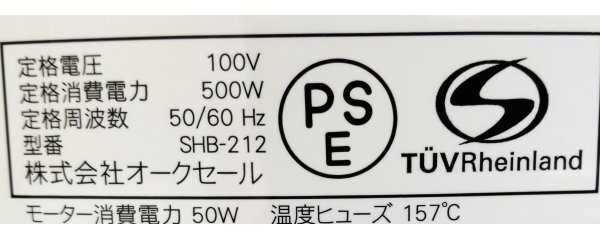 定格電圧 100V
定格消費電力 500W
定格周波数 50/60 Hz
型番 SHB-212
株式会社オークセール
PS
E
TÜVRheinland
モーター消費電力 50W 温度ヒューズ 157℃